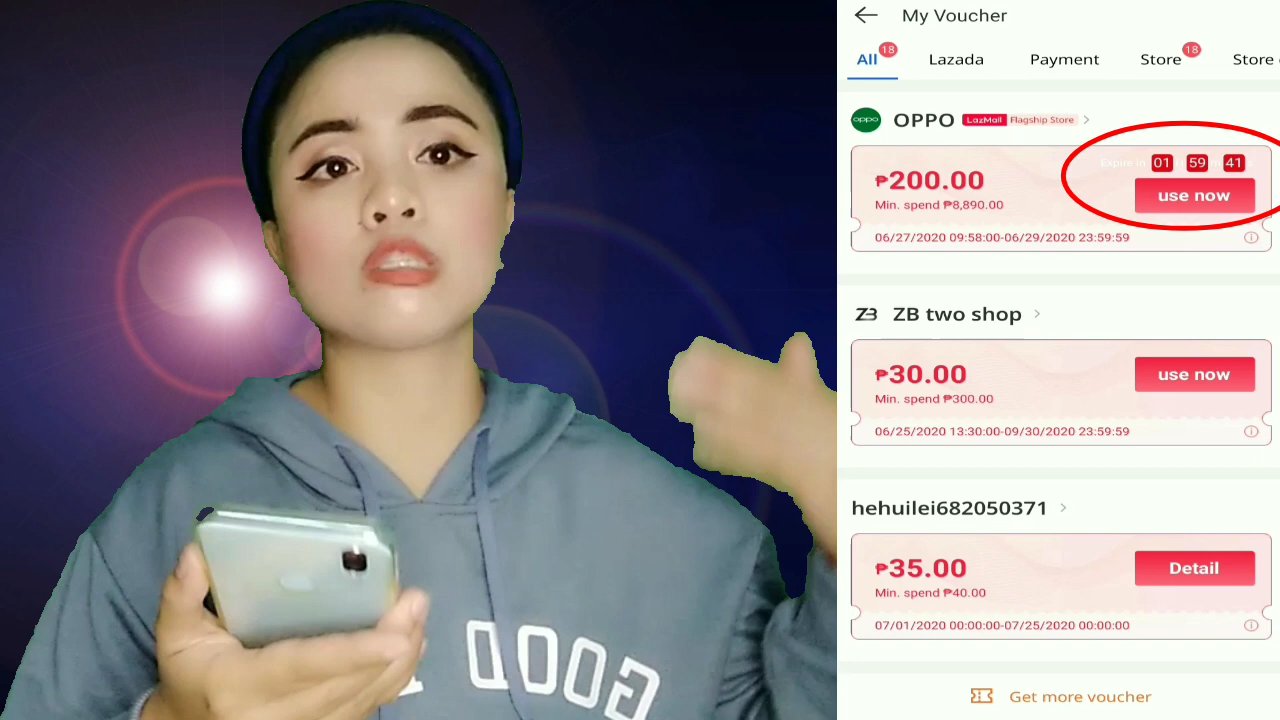 My Voucher
All 18 Lazada Payment Store 18 Store
oppo OPPO LazMall Flagship Store
Expire in 01 59 41
₱200.00
use now
Min. spend ₱8,890.00
06/27/2020 09:58:00-06/29/2020 23:59:59
ZB ZB two shop
₱30.00
use now
Min. spend ₱300.00
06/25/2020 13:30:00-09/30/2020 23:59:59
hehuilei682050371
₱35.00
Detail
Min. spend ₱40.00
07/01/2020 00:00:00-07/25/2020 00:00:00
Get more voucher
GOOD